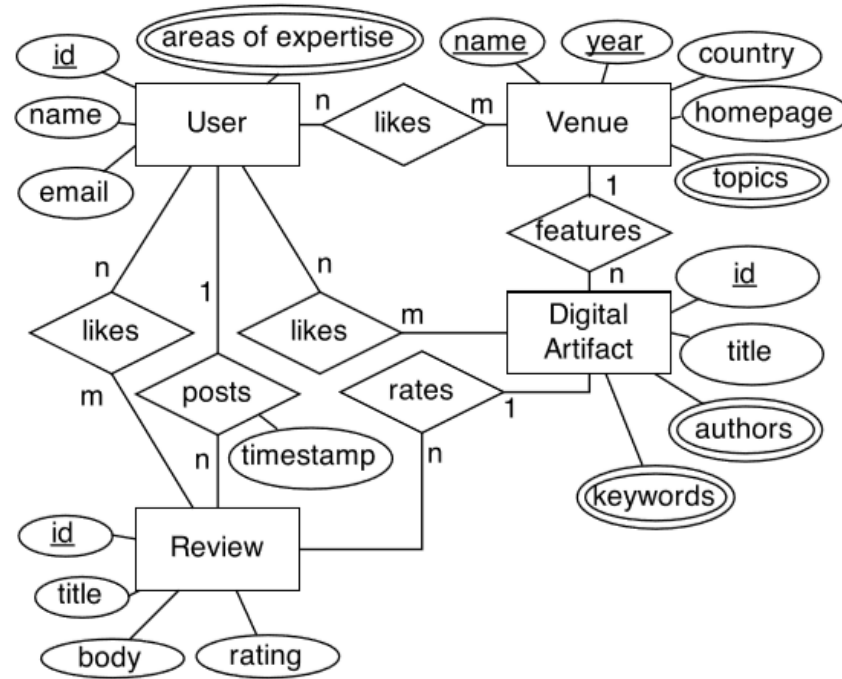 areas of expertise
id
name
year
country
n
m
name
User
likes
Venue
homepage
email
topics
1
features
n
n
n
id
1
m
Digital
Artifact
likes
likes
title
m
posts
rates
1
authors
n
timestamp
n
keywords
id
Review
title
body
rating